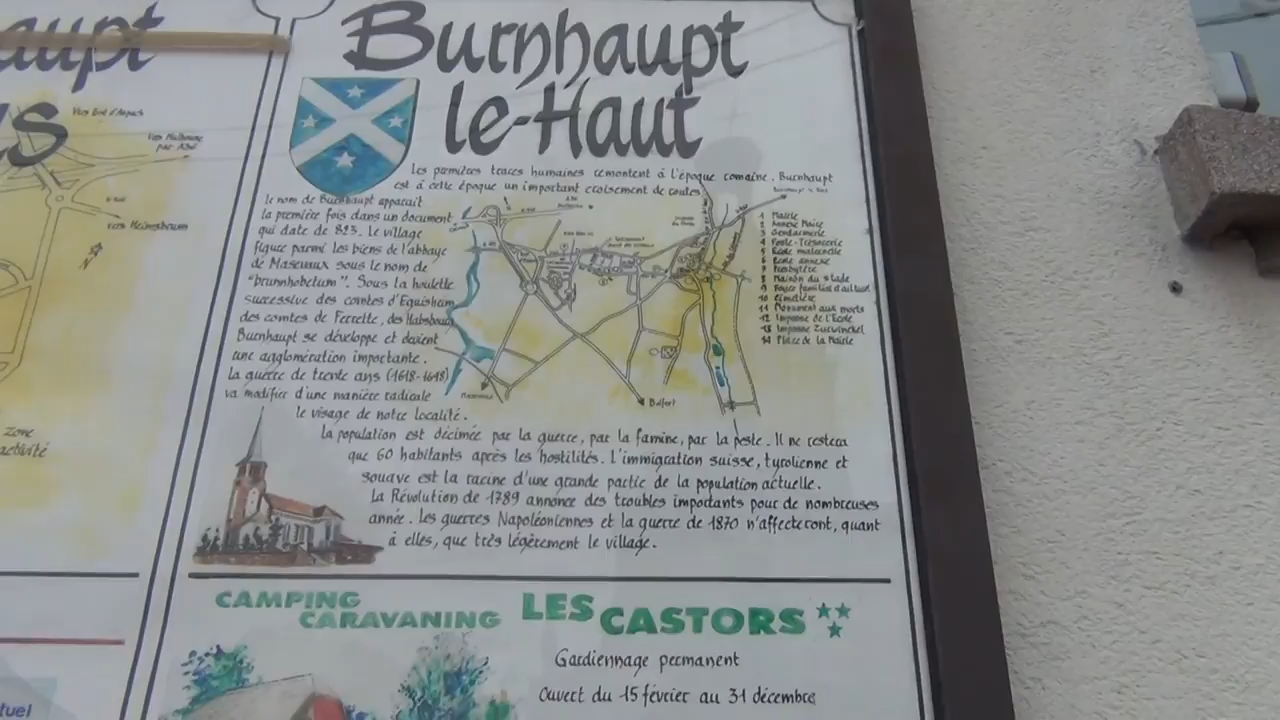 aupt
Vers Mulhouse
par A36
vers Heimsbrunn
zone
activité
tuel
Burnhaupt
le-Haut
Les premières traces humaines remontent à l'époque romaine. Burnhaupt
est à cette époque un important croisement de routes.
le nom de Burnhaupt apparaît
la première fois dans un document
qui date de 823. Le village
figure parmi les biens de l'abbaye
de Masevaux sous le nom de
"brunnhobetum". Sous la houlette
successive des comtes d'Eguisheim
des comtes de Ferrette, des Habsbourg
Burnhaupt se développe et devient
une agglomération importante.
La guerre de trente ans (1618-1648)
va modifier d'une manière radicale
le visage de notre localité.
La population est décimée par la guerre, par la famine, par la peste. Il ne restera
que 60 habitants après les hostilités. L'immigration suisse, tyrolienne et
souave est la racine d'une grande partie de la population actuelle.
La Révolution de 1789 annonce des troubles importants pour de nombreuses
année. Les guerres Napoléoniennes et la guerre de 1870 n'affecteront, quant
à elles, que très légèrement le village.
Belfort
1 Mairie
2 Annexe Mairie
3 Gendarmerie
4 Poste-Trésorerie
5 Ecole maternelle
6 Ecole annexe
7 Presbytère
8 Maison du stade
9 Foyer familial d'ailleul
10 Cimetière
11 Monument aux morts
12 Impasse de l'Ecole
13 Impasse Zurwinckel
14 Place de la Mairie
CAMPING
CARAVANING
LES CASTORS
Gardiennage permanent
Ouvert du 15 février au 31 décembre